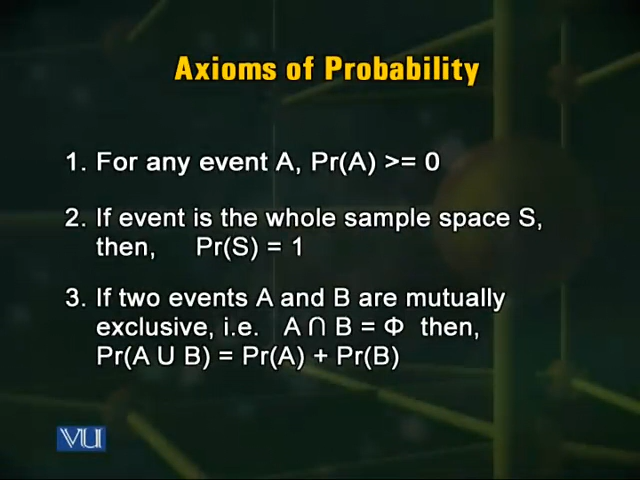 Axioms of Probability
1. For any event A, Pr(A) >= 0
2. If event is the whole sample space S,
then, Pr(S) = 1
3. If two events A and B are mutually
exclusive, i.e. A ∩ B = Φ then,
Pr(A U B) = Pr(A) + Pr(B)
VU